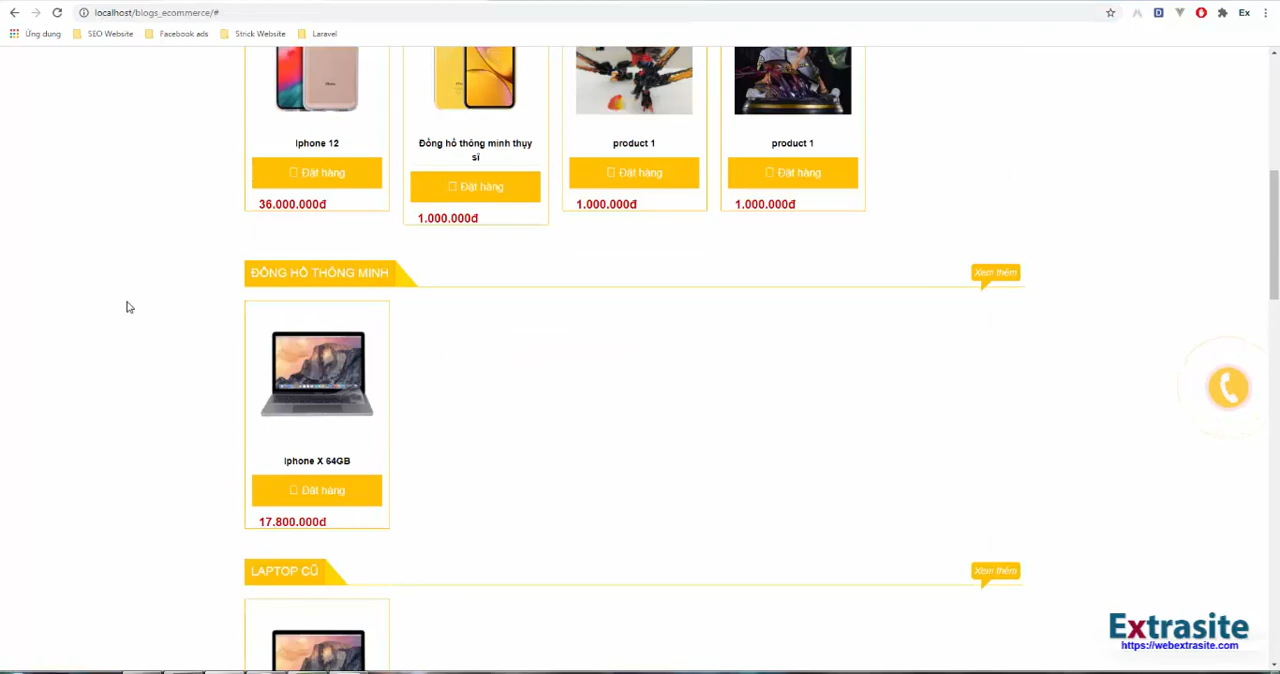 localhost/blogs_ecommerce/#
Ex
Ứng dụng
SEO Website
Facebook ads
Strick Website
Laravel
Iphone 12
Đồng hồ thông minh thụy
sĩ
product 1
product 1
Đặt hàng
Đặt hàng
Đặt hàng
Đặt hàng
36.000.000đ
1.000.000đ
1.000.000đ
1.000.000đ
ĐỒNG HỒ THÔNG MINH
Xem thêm
Iphone X 64GB
Đặt hàng
17.800.000đ
LAPTOP CŨ
Xem thêm
Extrasite
https://webextrasite.com